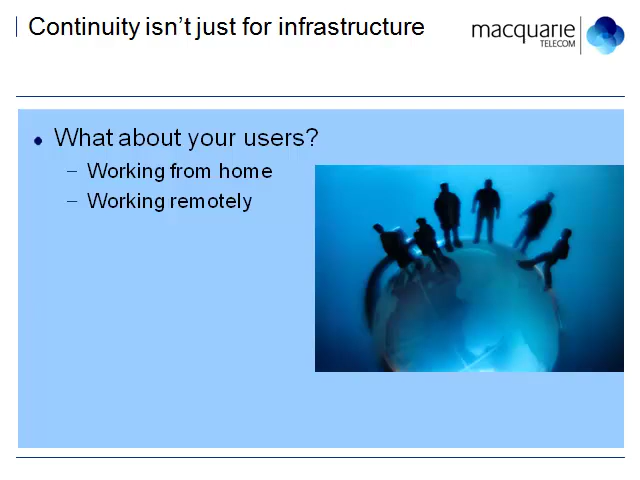 Continuity isn't just for infrastructure
macquarie
TELECOM
What about your users?
– Working from home
– Working remotely